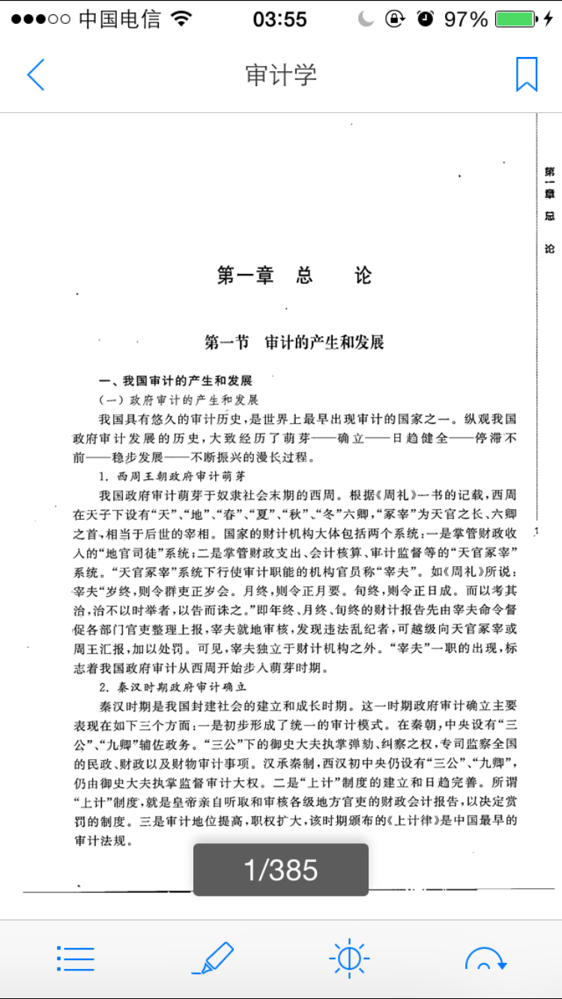 中国电信
03:55
97%
审计学
第一章 总 论
第一章 总 论
第一节 审计的产生和发展
一、我国审计的产生和发展
（一）政府审计的产生和发展
我国具有悠久的审计历史，是世界上最早出现审计的国家之一。纵观我国
政府审计发展的历史，大致经历了萌芽——确立——日趋健全——停滞不
前——稳步发展——不断振兴的漫长过程。
1. 西周王朝政府审计萌芽
我国政府审计萌芽于奴隶社会末期的西周。根据《周礼》一书的记载，西周
在天子下设有“天”、“地”、“春”、“夏”、“秋”、“冬”六卿，“冢宰”为天官之长、六卿
之首，相当于后世的宰相。国家的财计机构大体包括两个系统：一是掌管财政收
入的“地官司徒”系统；二是掌管财政支出、会计核算、审计监督等的“天官冢宰”
系统。“天官冢宰”系统下行使审计职能的机构官员称“宰夫”。如《周礼》所说：
宰夫“岁终，则令群吏正岁会。月终，则令正月要。旬终，则令正日成。而以考其
治，治不以时举者，以告而诛之。”即年终、月终、旬终的财计报告先由宰夫命令督
促各部门官吏整理上报，宰夫就地审核，发现违法乱纪者，可越级向天官冢宰或
周王汇报，加以处罚。可见，宰夫独立于财计机构之外。“宰夫”一职的出现，标
志着我国政府审计从西周开始步入萌芽时期。
2. 秦汉时期政府审计确立
秦汉时期是我国封建社会的建立和成长时期。这一时期政府审计确立主要
表现在如下三个方面：一是初步形成了统一的审计模式。在秦朝，中央设有“三
公”、“九卿”辅佐政务。“三公”下的御史大夫执掌弹劾、纠察之权，专司监察全国
的民政、财政以及财物审计事项。汉承秦制，西汉初中央仍设有“三公”、“九卿”，
仍由御史大夫执掌监督审计大权。二是“上计”制度的建立和日趋完善。所谓
“上计”制度，就是皇帝亲自听取和审核各级地方官吏的财政会计报告，以决定赏
罚的制度。三是审计地位提高，职权扩大，该时期颁布的《上计律》是中国最早的
审计法规。
1
1/385